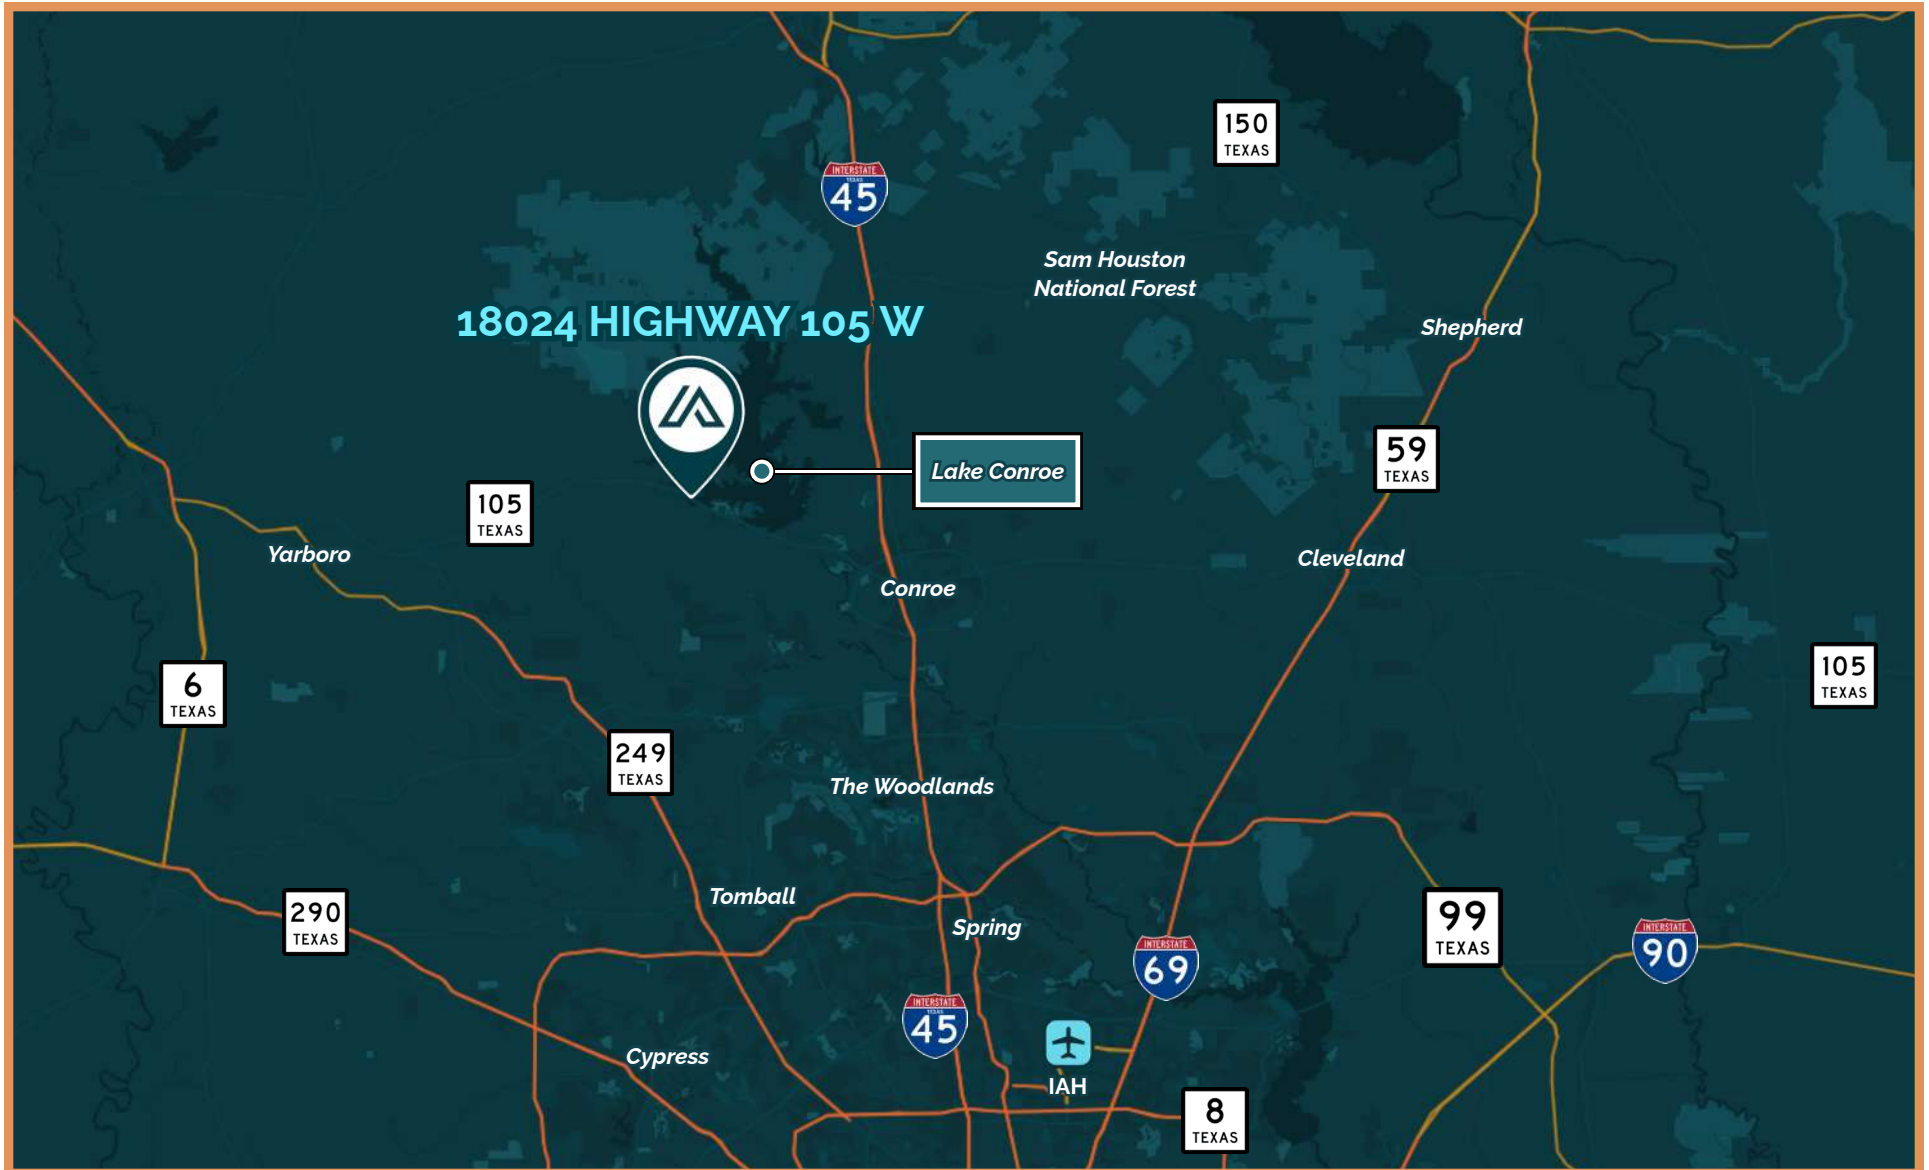 150
TEXAS
INTERSTATE
TEXAS
45
Sam Houston
National Forest
18024 HIGHWAY 105 W
Shepherd
59
TEXAS
Lake Conroe
105
TEXAS
Yarboro
Cleveland
Conroe
6
TEXAS
105
TEXAS
249
TEXAS
The Woodlands
Tomball
290
TEXAS
Spring
99
TEXAS
INTERSTATE
90
INTERSTATE
69
INTERSTATE
TEXAS
45
Cypress
IAH
8
TEXAS